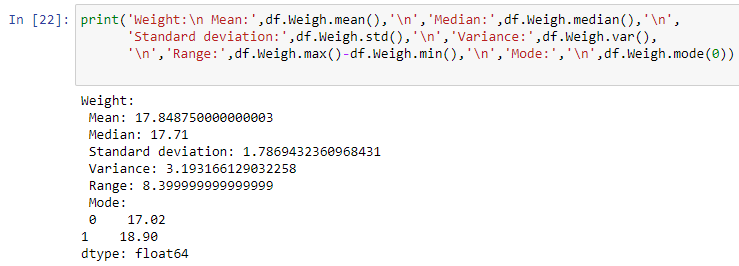 In [22]: print('Weight:\n Mean:',df.Weigh.mean(),'\n','Median:',df.Weigh.median(),'\n',
'Standard deviation:',df.Weigh.std(),'\n','Variance:',df.Weigh.var(),
'\n','Range:',df.Weigh.max()-df.Weigh.min(),'\n','Mode:','\n',df.Weigh.mode(0))
Weight:
Mean: 17.848750000000003
Median: 17.71
Standard deviation: 1.7869432360968431
Variance: 3.193166129032258
Range: 8.399999999999999
Mode:
0    17.02
1    18.90
dtype: float64